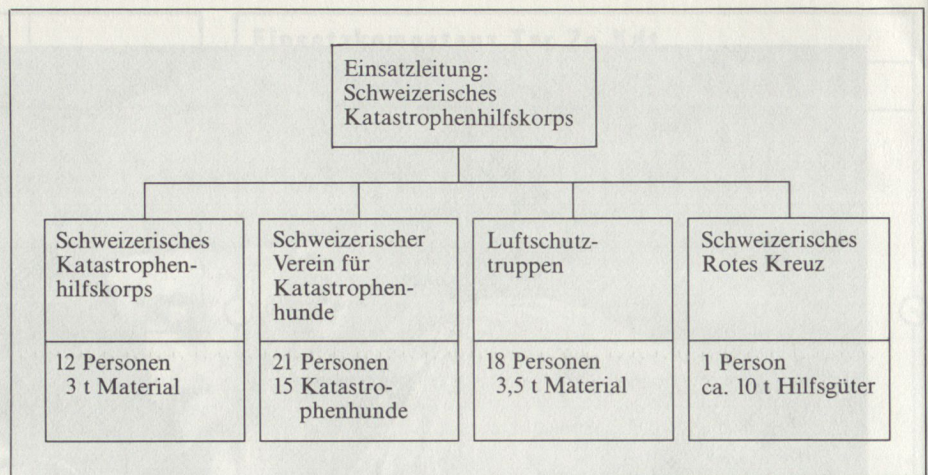 Einsatzleitung:
Schweizerisches
Katastrophenhilfskorps
Schweizerisches
Katastrophen-
hilfskorps
12 Personen
3 t Material
Schweizerischer
Verein für
Katastrophen-
hunde
21 Personen
15 Katastro-
phenhunde
Luftschutz-
truppen
18 Personen
3,5 t Material
Schweizerisches
Rotes Kreuz
1 Person
ca. 10 t Hilfsgüter